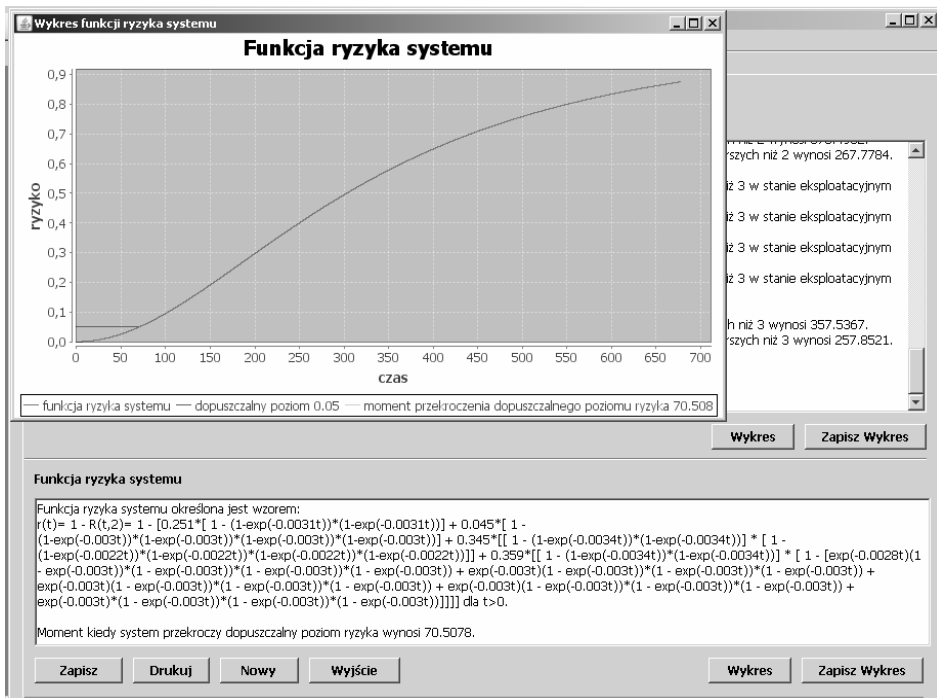 Wykres funkcji ryzyka systemu
Funkcja ryzyka systemu
0,9
0,8
0,7
0,6
0,5
0,4
0,3
0,2
0,1
0,0
ryzyko
0 50 100 150 200 250 300 350 400 450 500 550 600 650 700
czas
funkcja ryzyka systemu — dopuszczalny poziom 0.05 — moment przekroczenia dopuszczalnego poziomu ryzyka 70.508
rszych niż 2 wynosi 267.7784.
iż 3 w stanie eksploatacyjnym
iż 3 w stanie eksploatacyjnym
iż 3 w stanie eksploatacyjnym
iż 3 w stanie eksploatacyjnym
h niż 3 wynosi 357.5367.
rszych niż 3 wynosi 257.8521.
Wykres Zapisz Wykres
Funkcja ryzyka systemu
Funkcja ryzyka systemu określona jest wzorem:
r(t)= 1 - R(t,2)= 1 - [0.251*[ 1 - (1-exp(-0.0031t))*(1-exp(-0.0031t))] + 0.045*[ 1 -
(1-exp(-0.003t))*(1-exp(-0.003t))*(1-exp(-0.003t))*(1-exp(-0.003t))] + 0.345*[[ 1 - (1-exp(-0.0034t))*(1-exp(-0.0034t))] * [ 1 -
(1-exp(-0.0022t))*(1-exp(-0.0022t))*(1-exp(-0.0022t))*(1-exp(-0.0022t))]] + 0.359*[[ 1 - (1-exp(-0.0034t))*(1-exp(-0.0034t))] * [ 1 - [exp(-0.0028t)(1
- exp(-0.003t))*(1 - exp(-0.003t))*(1 - exp(-0.003t))*(1 - exp(-0.003t)) + exp(-0.003t)(1 - exp(-0.003t))*(1 - exp(-0.003t))*(1 - exp(-0.003t)) +
exp(-0.003t)(1 - exp(-0.003t))*(1 - exp(-0.003t))*(1 - exp(-0.003t)) + exp(-0.003t)(1 - exp(-0.003t))*(1 - exp(-0.003t))*(1 - exp(-0.003t)) +
exp(-0.003t)*(1 - exp(-0.003t))*(1 - exp(-0.003t))*(1 - exp(-0.003t))]]]] dla t>0.
Moment kiedy system przekroczy dopuszczalny poziom ryzyka wynosi 70.5078.
Zapisz Drukuj Nowy Wyjście Wykres Zapisz Wykres